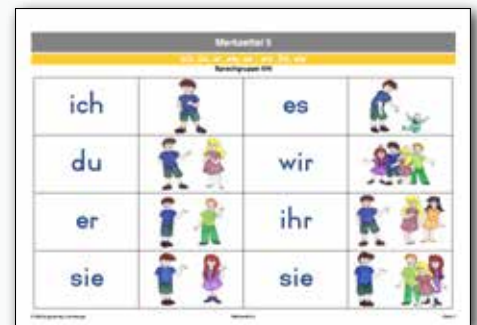 Merkzettel 5
ich, du, er, sie, es, wir, ihr, sie
ich
es
du
wir
er
ihr
sie
sie